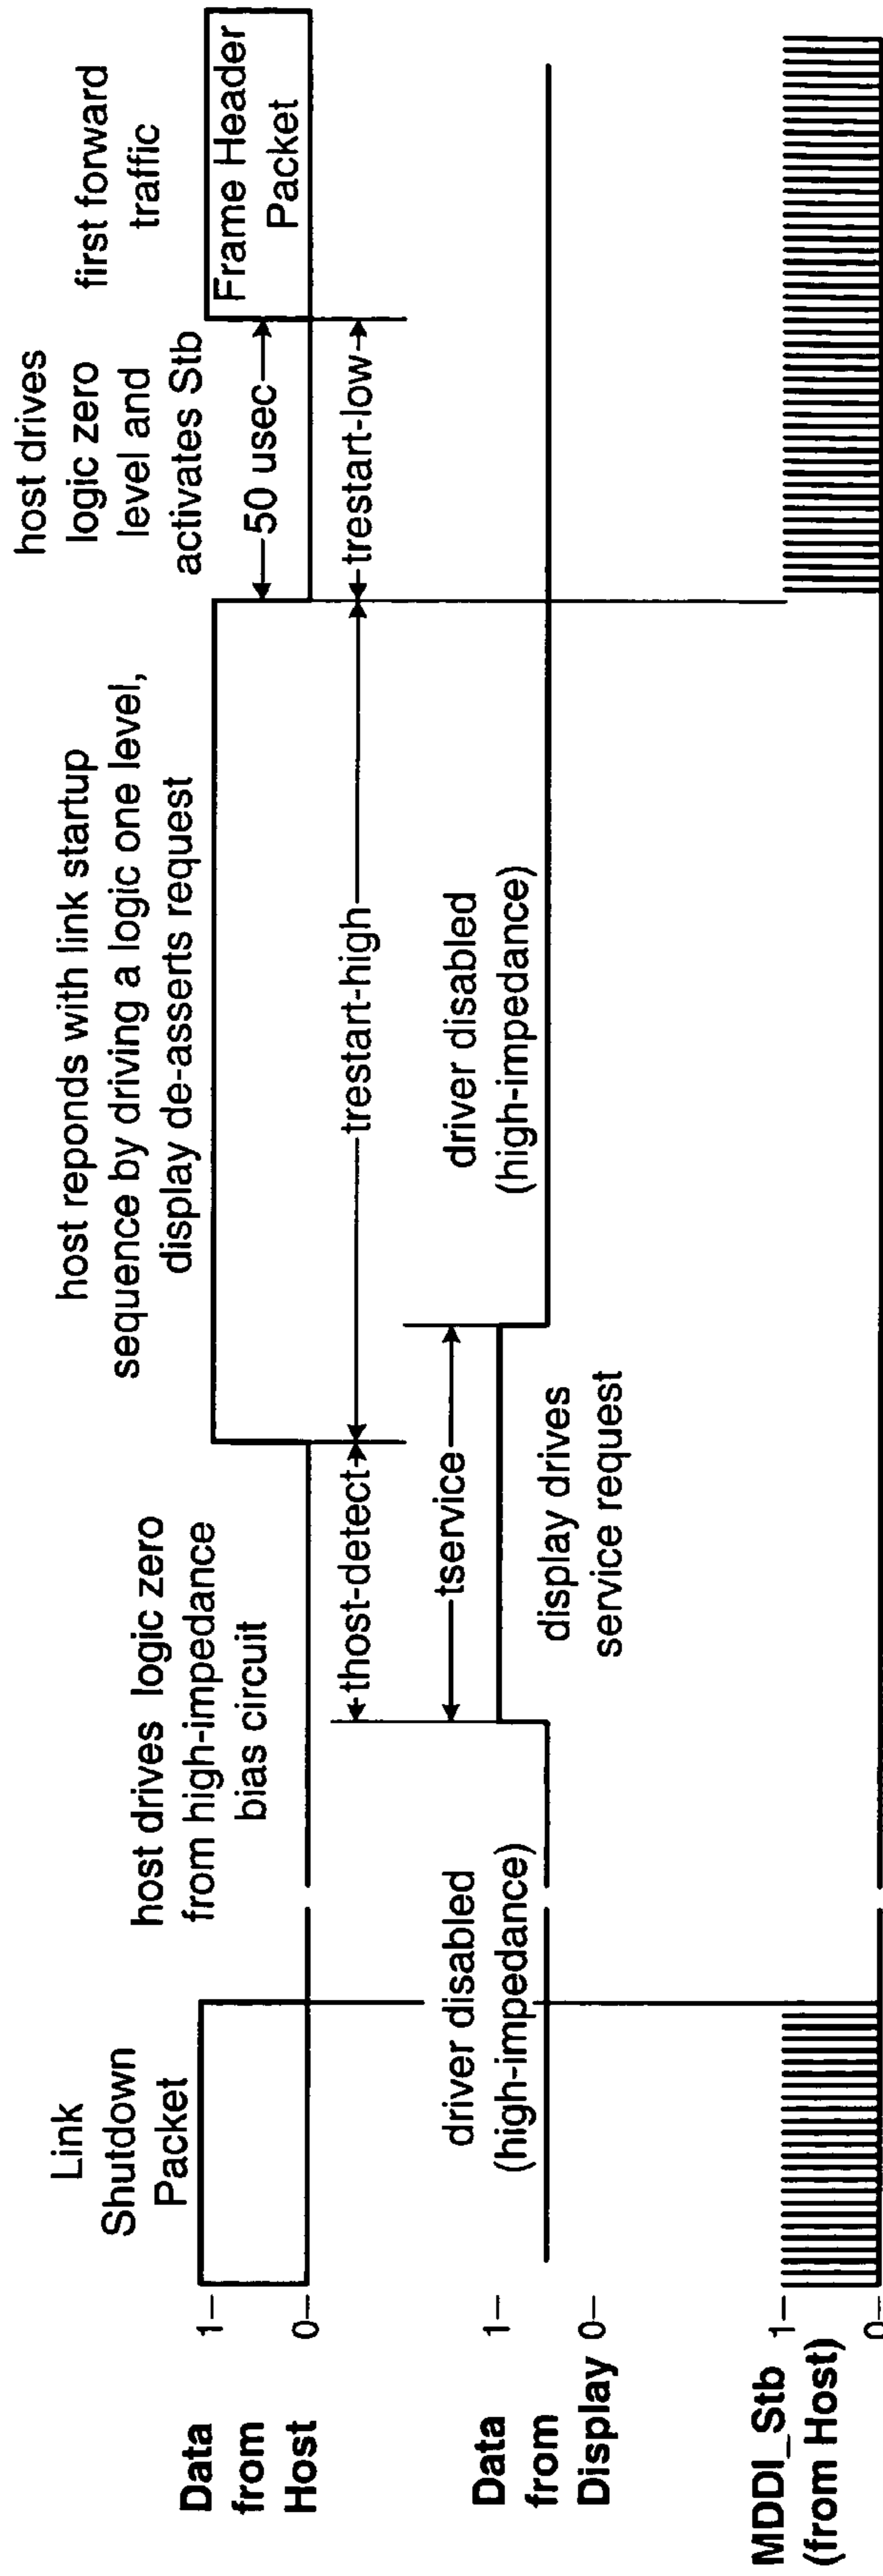 Link
Shutdown
Packet
host drives logic zero
from high-impedance
bias circuit
host reponds with link startup
sequence by driving a logic one level,
display de-asserts request
host drives
logic zero
level and
activates Stb
first forward
traffic
Data
from
Host
1
0
Frame Header
Packet
50 usec
thost-detect
trestart-high
trestart-low
tservice
Data
from
Display
1
0
driver disabled
(high-impedance)
display drives
service request
driver disabled
(high-impedance)
MDDI_Stb
(from Host)
1
0